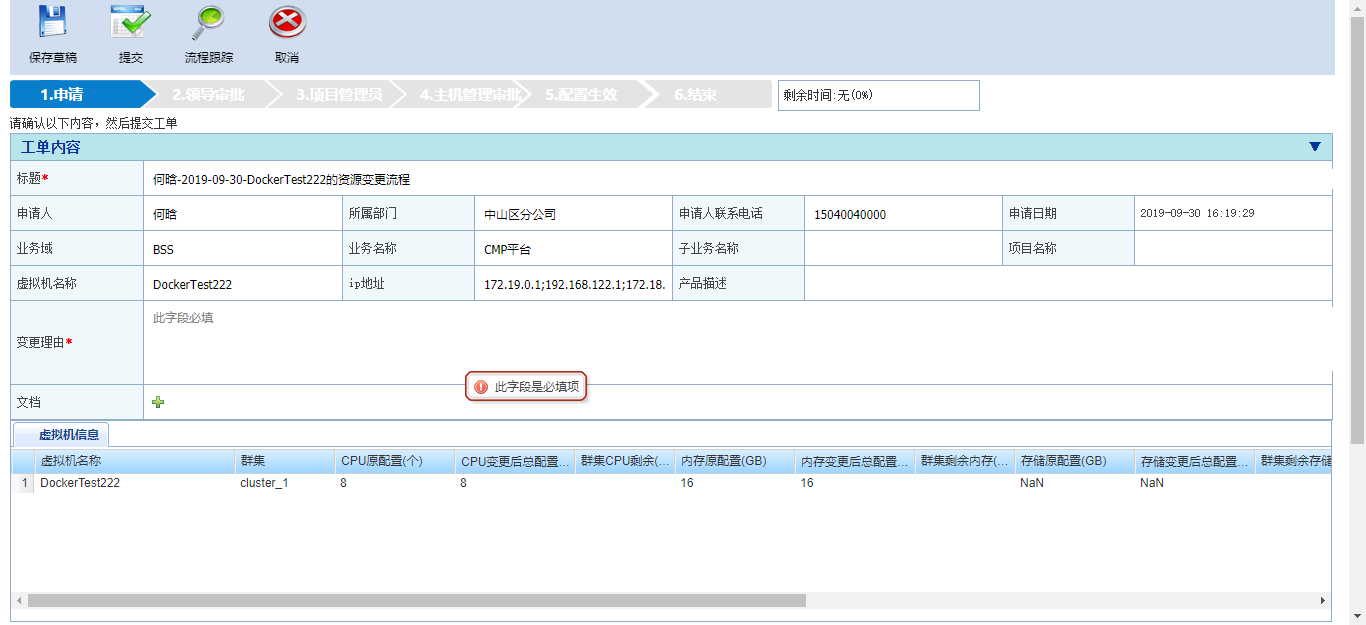 保存草稿 提交 流程跟踪 取消
1.申请 2.领导审批 3.项目管理员 4.主机管理审批 5.配置生效 6.结束 剩余时间:无(0%)
请确认以下内容，然后提交工单
工单内容
标题* 何晗-2019-09-30-DockerTest222的资源变更流程
申请人 何晗 所属部门 中山区分公司 申请人联系电话 15040040000 申请日期 2019-09-30 16:19:29
业务域 BSS 业务名称 CMP平台 子业务名称 项目名称
虚拟机名称 DockerTest222 ip地址 172.19.0.1;192.168.122.1;172.18. 产品描述
变更理由* 此字段必填
此字段是必填项
文档
虚拟机信息
虚拟机名称 群集 CPU原配置(个) CPU变更后总配置... 群集CPU剩余(... 内存原配置(GB) 内存变更后总配置... 群集剩余内存(... 存储原配置(GB) 存储变更后总配置... 群集剩余存储
1 DockerTest222 cluster_1 8 8 16 16 NaN NaN